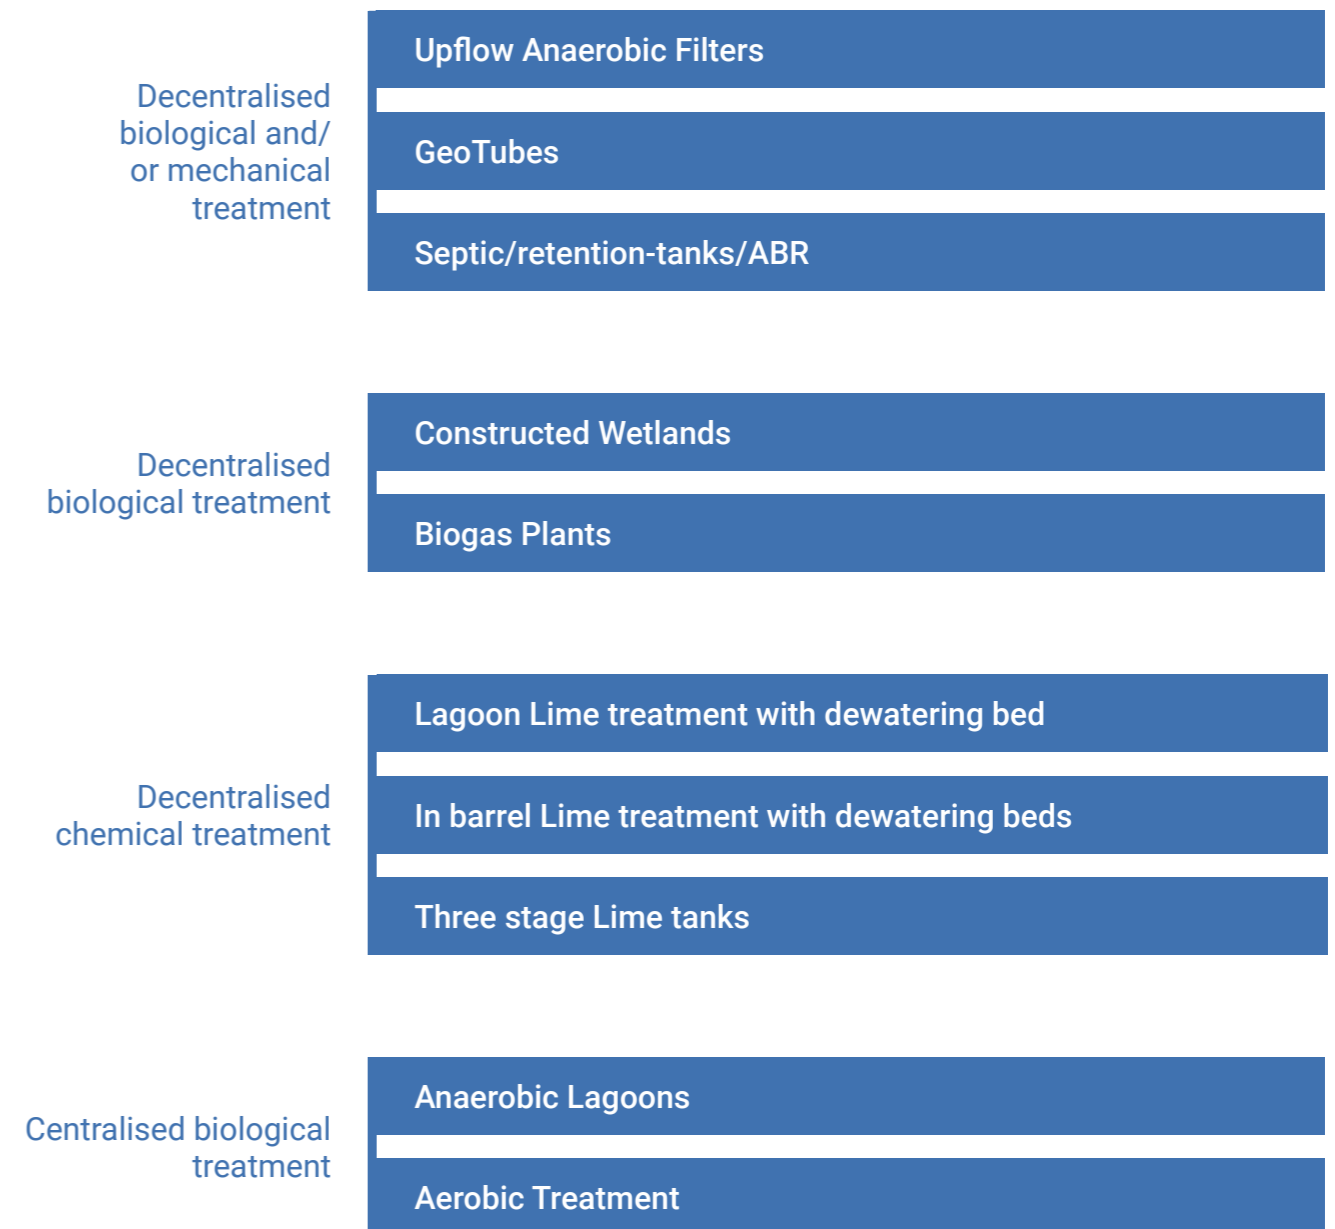 Decentralised
biological and/
or mechanical
treatment
Upflow Anaerobic Filters
GeoTubes
Septic/retention-tanks/ABR
Decentralised
biological treatment
Constructed Wetlands
Biogas Plants
Decentralised
chemical treatment
Lagoon Lime treatment with dewatering bed
In barrel Lime treatment with dewatering beds
Three stage Lime tanks
Centralised biological
treatment
Anaerobic Lagoons
Aerobic Treatment